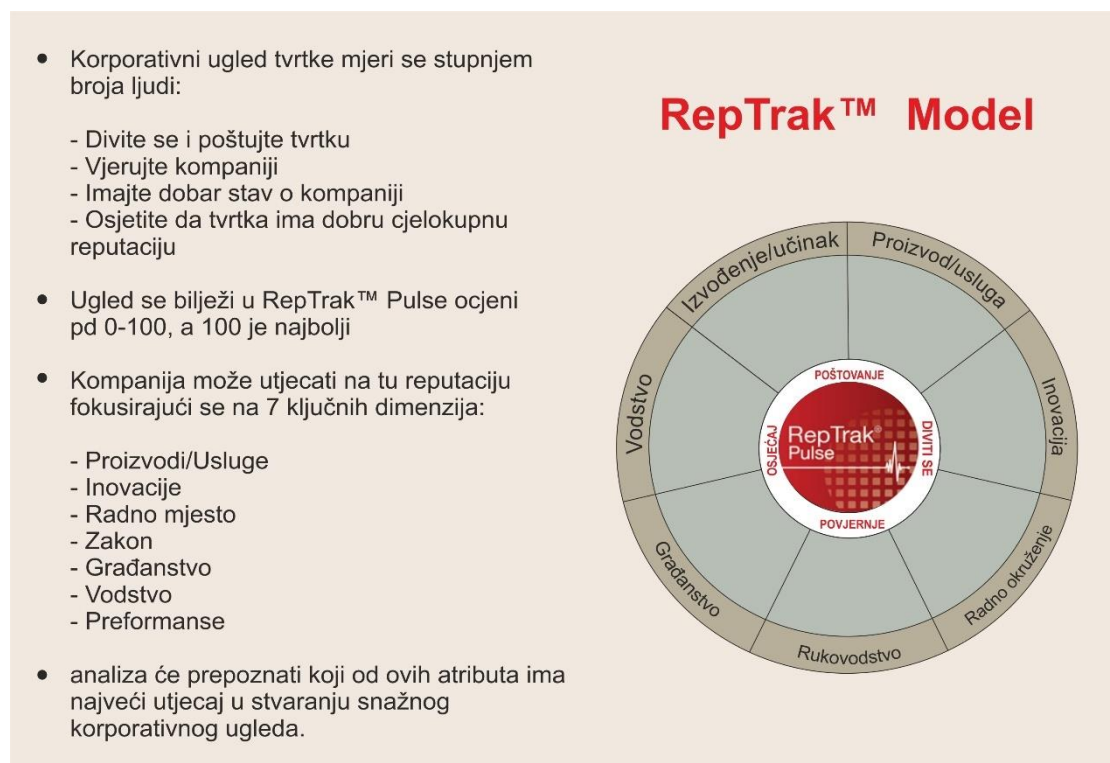 • Korporativni ugled tvrtke mjeri se stupnjem
broja ljudi:
- Divite se i poštujte tvrtku
- Vjerujte kompaniji
- Imajte dobar stav o kompaniji
- Osjetite da tvrtka ima dobru cjelokupnu
reputaciju
• Ugled se bilježi u RepTrak™ Pulse ocjeni
pd 0-100, a 100 je najbolji
• Kompanija može utjecati na tu reputaciju
fokusirajući se na 7 ključnih dimenzija:
- Proizvodi/Usluge
- Inovacije
- Radno mjesto
- Zakon
- Građanstvo
- Vodstvo
- Preformanse
• analiza će prepoznati koji od ovih atributa ima
najveći utjecaj u stvaranju snažnog
korporativnog ugleda.
RepTrak™ Model
Izvođenje/učinak
Proizvod/usluga
Inovacija
Radno okruženje
Rukovodstvo
Građanstvo
Vodstvo
POŠTOVANJE
DIVITI SE
POVJERNJE
OSJEĆAJ
RepTrak®
Pulse